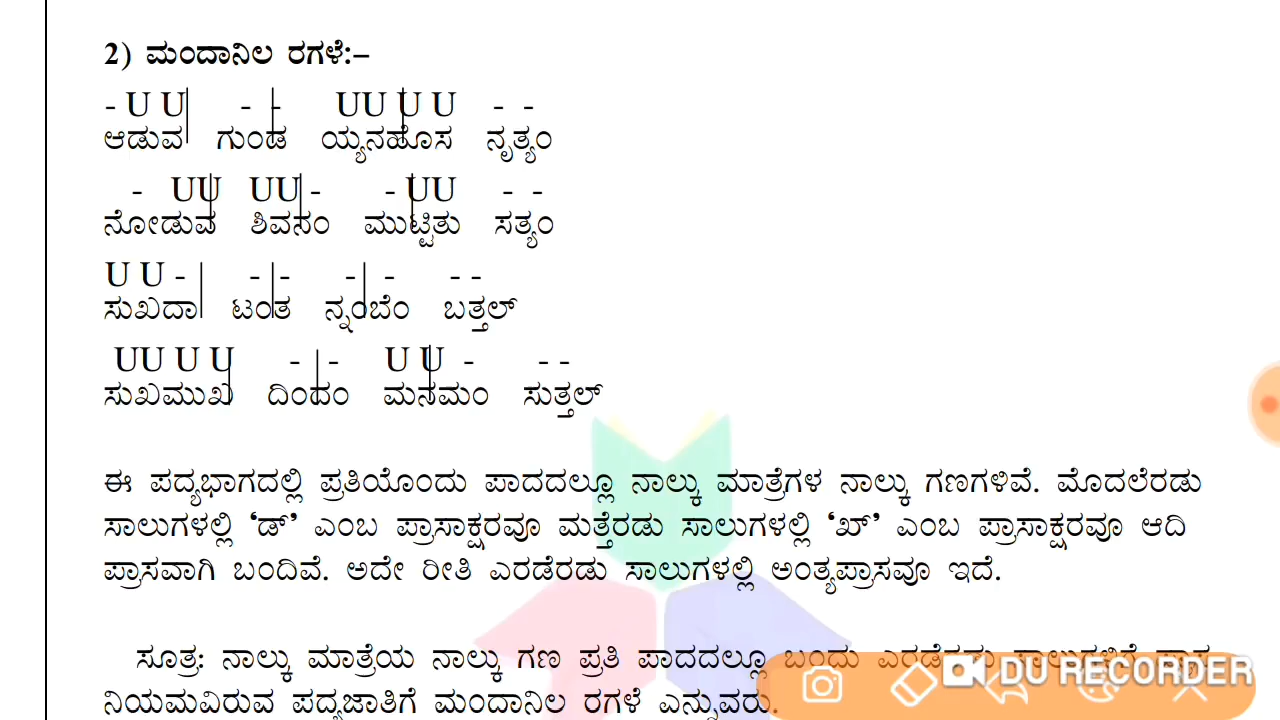 2) ಮಂದಾನಿಲ ರಗಳೆ:–
- U U| - |- UU U| U - -
ಆಡುವ ಗುಂಡ ಯ್ಯನಹೊಸ ನೃತ್ಯಂ
- UU| UU|- -|UU - -
ನೋಡುವ ಶಿವನಂ ಮುಟ್ಟಿತು ಸತ್ಯಂ
U U -| -|- -| - - -
ಸುಖದಾ ಟಂತ ನ್ನಂಬೆಂ ಬತ್ತಲ್
UU U U| -|- U U| - - -
ಸುಖಮುಖ ದಿಂದಂ ಮನಮಂ ಸುತ್ತಲ್
ಈ ಪದ್ಯಭಾಗದಲ್ಲಿ ಪ್ರತಿಯೊಂದು ಪಾದದಲ್ಲೂ ನಾಲ್ಕು ಮಾತ್ರೆಗಳ ನಾಲ್ಕು ಗಣಗಳಿವೆ. ಮೊದಲೆರಡು
ಸಾಲುಗಳಲ್ಲಿ ‘ಡ್’ ಎಂಬ ಪ್ರಾಸಾಕ್ಷರವೂ ಮತ್ತೆರಡು ಸಾಲುಗಳಲ್ಲಿ ‘ಖ್’ ಎಂಬ ಪ್ರಾಸಾಕ್ಷರವೂ ಆದಿ
ಪ್ರಾಸವಾಗಿ ಬಂದಿವೆ. ಅದೇ ರೀತಿ ಎರಡೆರಡು ಸಾಲುಗಳಲ್ಲಿ ಅಂತ್ಯಪ್ರಾಸವೂ ಇದೆ.
ಸೂತ್ರ: ನಾಲ್ಕು ಮಾತ್ರೆಯ ನಾಲ್ಕು ಗಣ ಪ್ರತಿ ಪಾದದಲ್ಲೂ ಬಂದು
DU RECORDER
ನಿಯಮವಿರುವ ಪದ್ಯಜಾತಿಗೆ ಮಂದಾನಿಲ ರಗಳೆ ಎನ್ನುವರು.